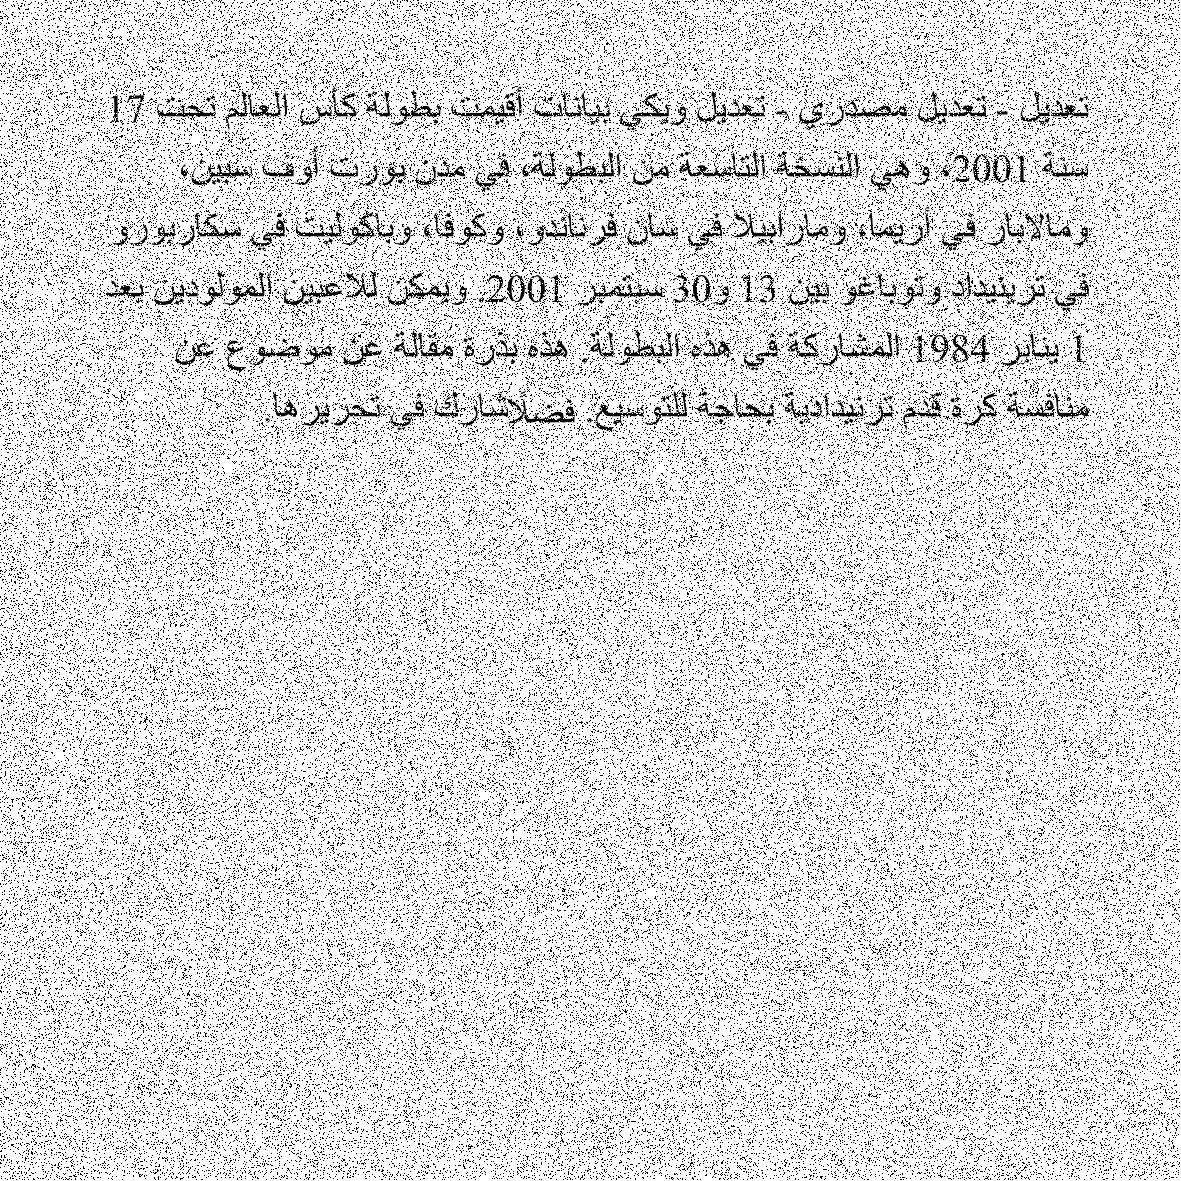 تعديل - تعديل مصدري - تعديل ويكي بيانات أقيمت بطولة كأس العالم تحت 17
سنة 2001، وهي النسخة التاسعة من البطولة، في مدن بورت أوف سبين،
ومالابار في أريما، ومارابيلا في سان فرناندو، وكوفا، وباكوليت في سكاربورو
في ترينيداد وتوباغو بين 13 و30 سبتمبر 2001. ويمكن للاعبين المولودين بعد
1 يناير 1984 المشاركة في هذه البطولة. هذه بذرة مقالة عن موضوع عن
منافسة كرة قدم ترنيدادية بحاجة للتوسيع. فضلا شارك في تحريرها.